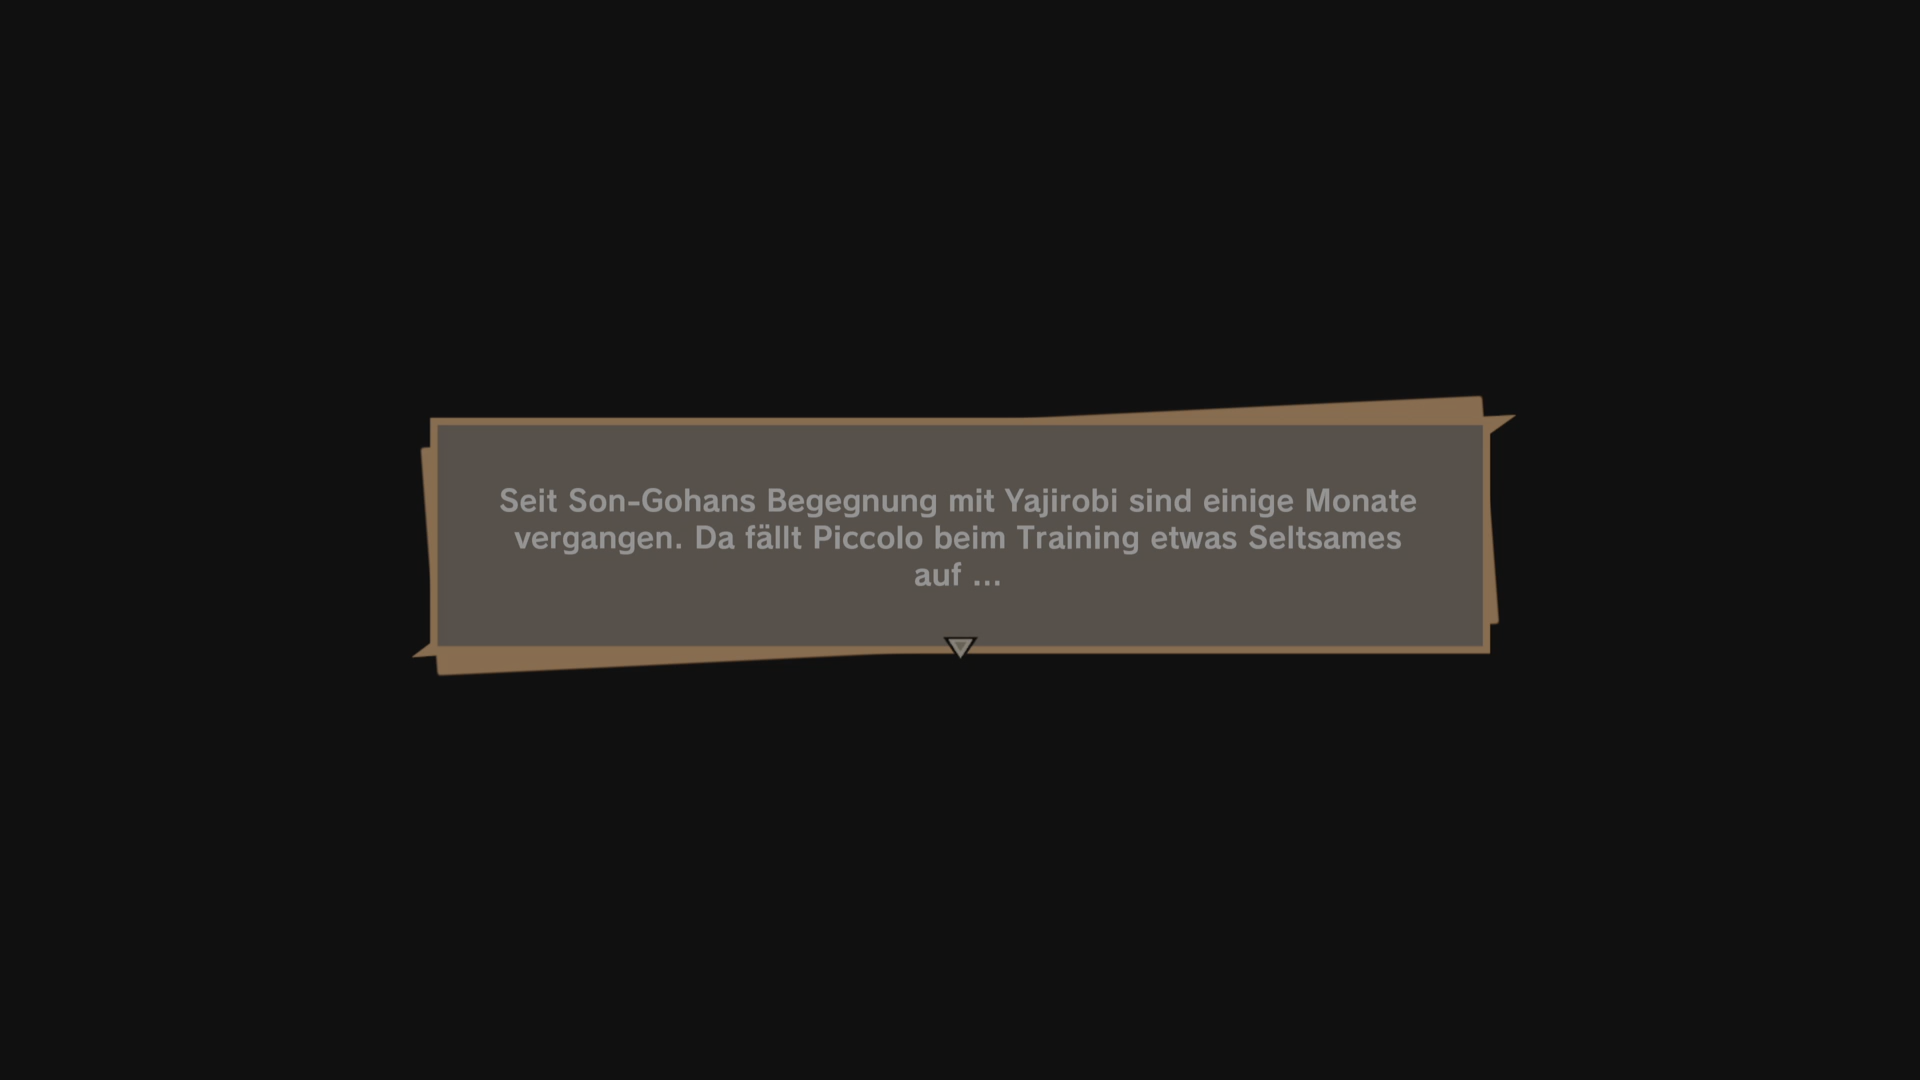 Seit Son-Gohans Begegnung mit Yajirobi sind einige Monate
vergangen. Da fällt Piccolo beim Training etwas Seltsames
auf ...